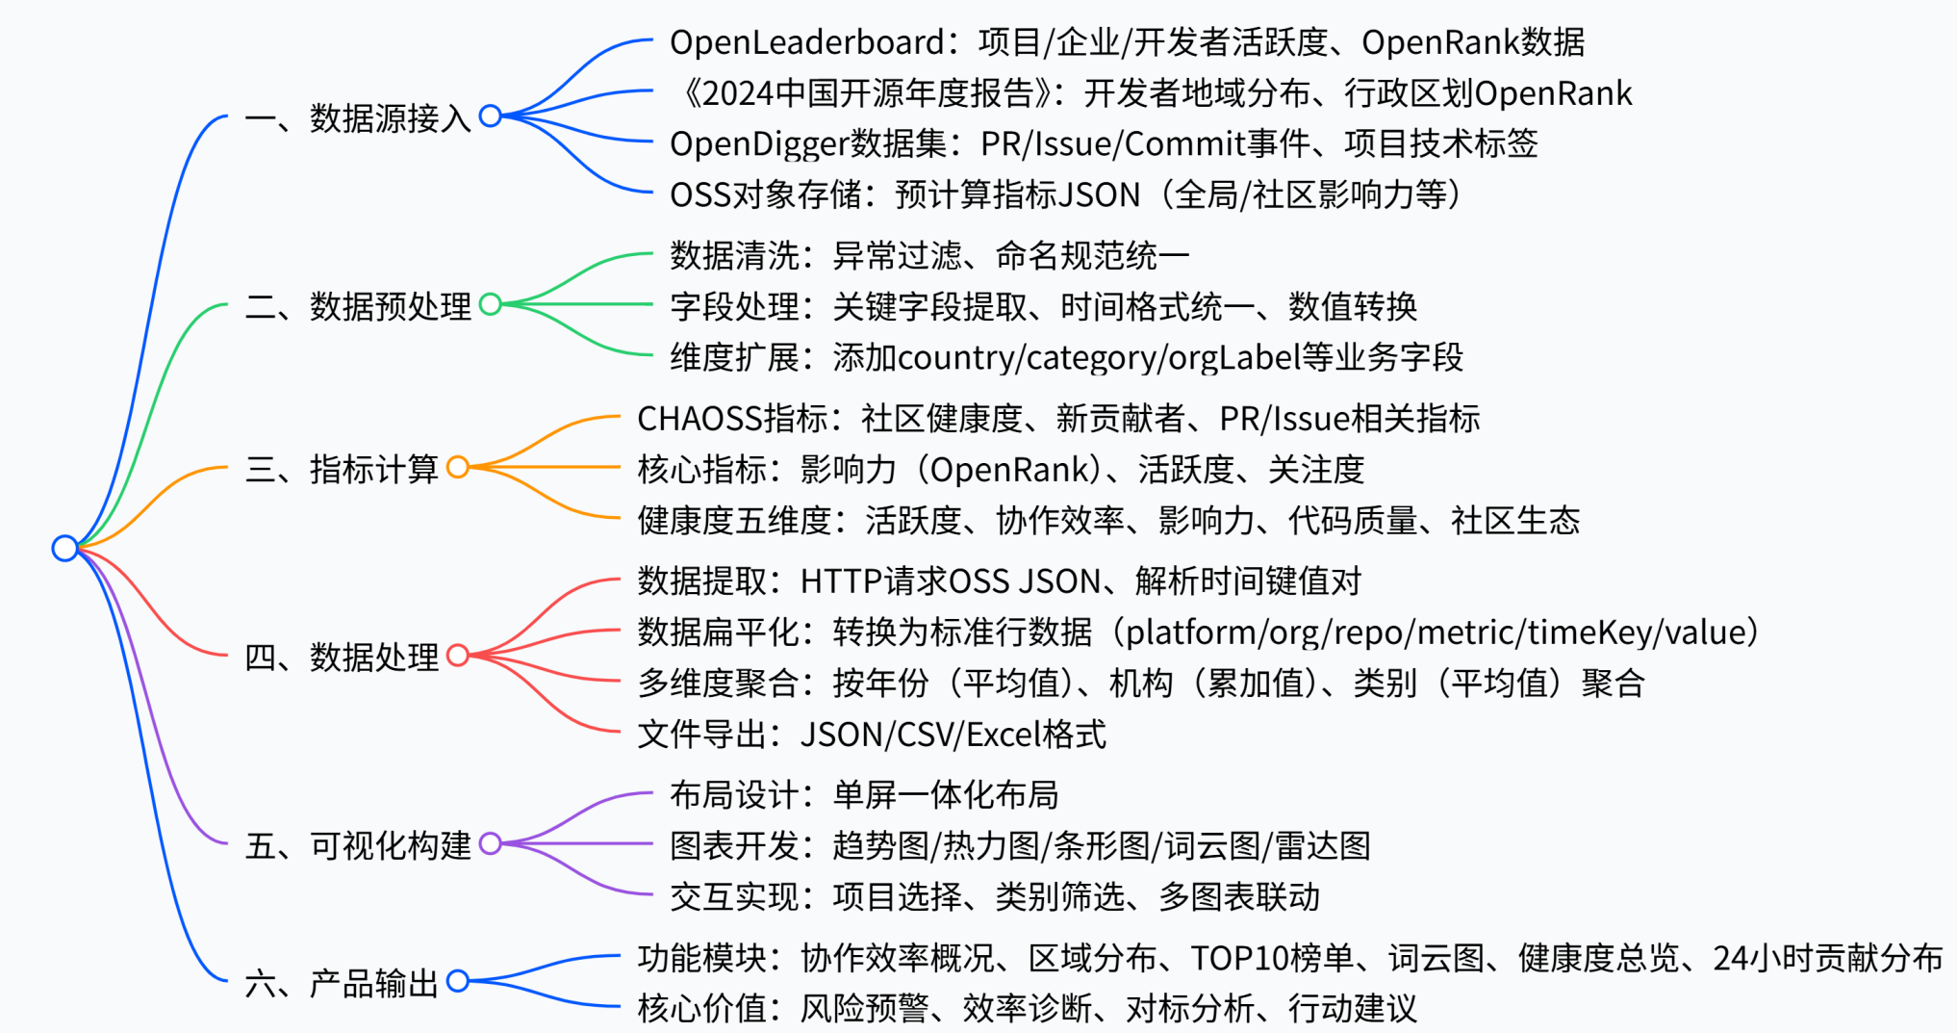 一、数据源接入
OpenLeaderboard：项目/企业/开发者活跃度、OpenRank数据
《2024中国开源年度报告》：开发者地域分布、行政区划OpenRank
OpenDigger数据集：PR/Issue/Commit事件、项目技术标签
OSS对象存储：预计算指标JSON（全局/社区影响力等）
二、数据预处理
数据清洗：异常过滤、命名规范统一
字段处理：关键字段提取、时间格式统一、数值转换
维度扩展：添加country/category/orgLabel等业务字段
三、指标计算
CHAOSS指标：社区健康度、新贡献者、PR/Issue相关指标
核心指标：影响力（OpenRank）、活跃度、关注度
健康度五维度：活跃度、协作效率、影响力、代码质量、社区生态
四、数据处理
数据提取：HTTP请求OSS JSON、解析时间键值对
数据扁平化：转换为标准行数据（platform/org/repo/metric/timeKey/value）
多维度聚合：按年份（平均值）、机构（累加值）、类别（平均值）聚合
文件导出：JSON/CSV/Excel格式
五、可视化构建
布局设计：单屏一体化布局
图表开发：趋势图/热力图/条形图/词云图/雷达图
交互实现：项目选择、类别筛选、多图表联动
六、产品输出
功能模块：协作效率概况、区域分布、TOP10榜单、词云图、健康度总览、24小时贡献分布
核心价值：风险预警、效率诊断、对标分析、行动建议